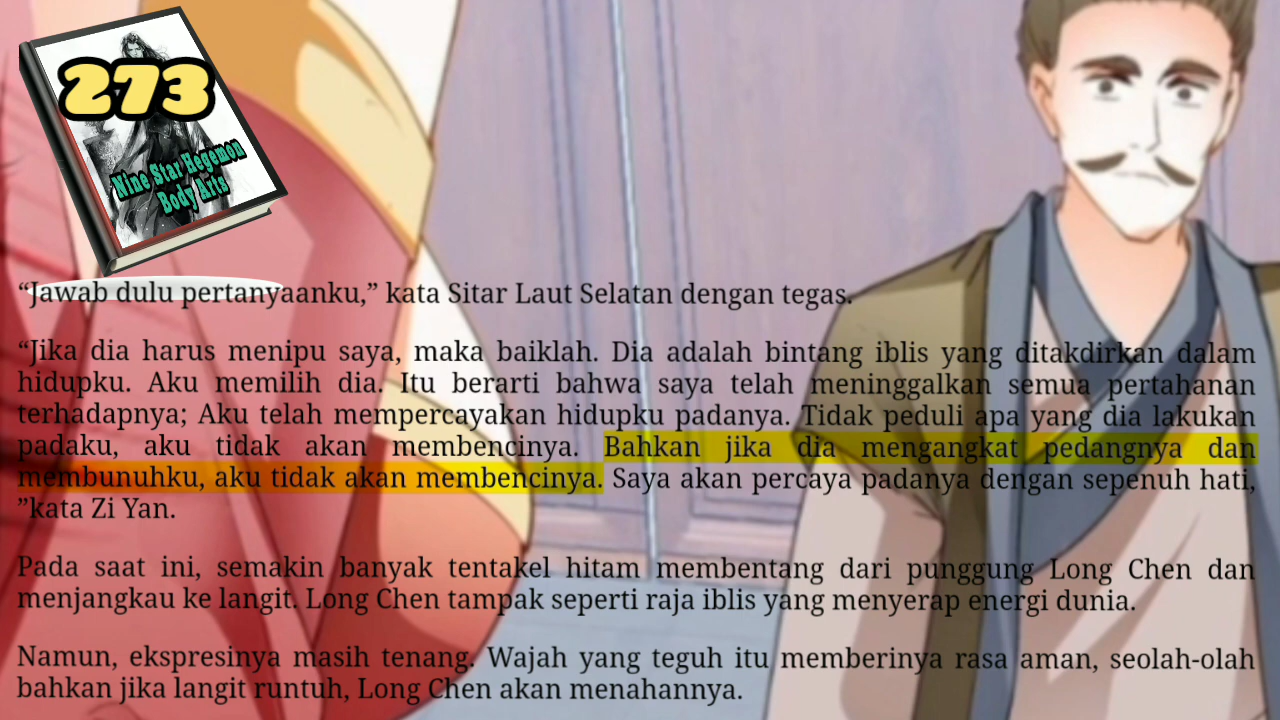 273
Nine Star Hegemon
Body Arts
“Jawab dulu pertanyaanku,” kata Sitar Laut Selatan dengan tegas.
“Jika dia harus menipu saya, maka baiklah. Dia adalah bintang iblis yang ditakdirkan dalam
hidupku. Aku memilih dia. Itu berarti bahwa saya telah meninggalkan semua pertahanan
terhadapnya; Aku telah mempercayakan hidupku padanya. Tidak peduli apa yang dia lakukan
padaku, aku tidak akan membencinya. Bahkan jika dia mengangkat pedangnya dan
membunuhku, aku tidak akan membencinya. Saya akan percaya padanya dengan sepenuh hati,
”kata Zi Yan.
Pada saat ini, semakin banyak tentakel hitam membentang dari punggung Long Chen dan
menjangkau ke langit. Long Chen tampak seperti raja iblis yang menyerap energi dunia.
Namun, ekspresinya masih tenang. Wajah yang teguh itu memberinya rasa aman, seolah-olah
bahkan jika langit runtuh, Long Chen akan menahannya.